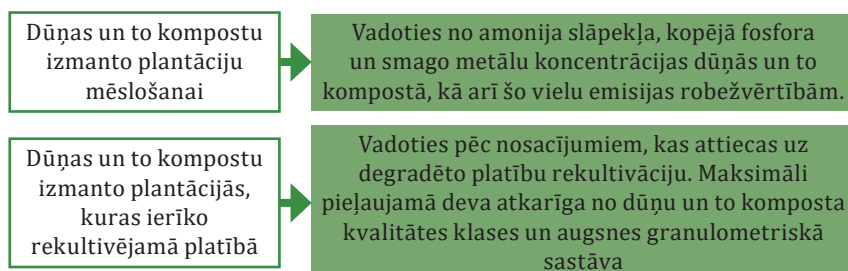 Dūņas un to kompostu
izmanto plantāciju
mēslošanai
Vadoties no amonija slāpekļa, kopējā fosfora
un smago metālu koncentrācijas dūņās un to
kompostā, kā arī šo vielu emisijas robežvērtībām.
Dūņas un to kompostu
izmanto plantācijās,
kuras ierīko
rekultivējamā platībā
Vadoties pēc nosacījumiem, kas attiecas uz
degradēto platību rekultivāciju. Maksimāli
pieļaujamā deva atkarīga no dūņu un to komposta
kvalitātes klases un augsnes granulometriskā
sastāva